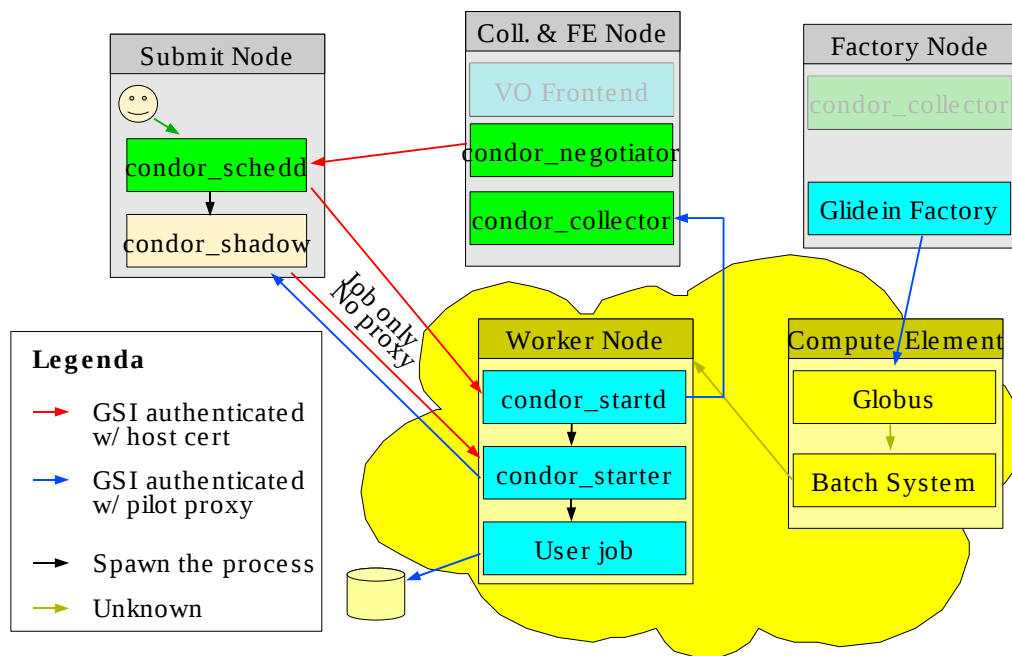 Submit Node
condor_schedd
condor_shadow
Coll. & FE Node
VO Frontend
condor_negotiator
condor_collector
Factory Node
condor_collector
Glidein Factory
Job only
No proxy
Worker Node
condor_startd
condor_starter
User job
Compute Element
Globus
Batch System
Legenda
GSI authenticated
w/ host cert
GSI authenticated
w/ pilot proxy
Spawn the process
Unknown